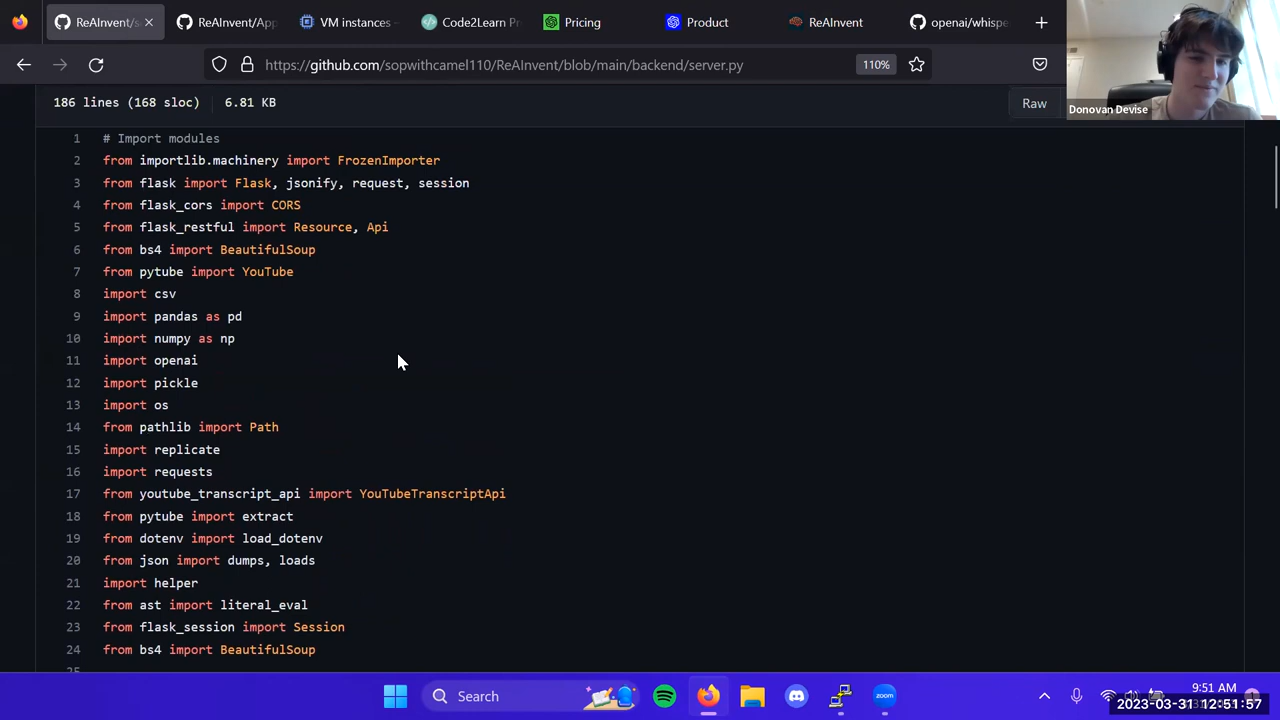 ReAInvent/s
ReAInvent/App
VM instances
Code2Learn Pr
Pricing
Product
ReAInvent
openai/whispe
https://github.com/sopwithcamel110/ReAInvent/blob/main/backend/server.py
110%
Donovan Devise
186 lines (168 sloc) 6.81 KB
Raw
1 # Import modules
2 from importlib.machinery import FrozenImporter
3 from flask import Flask, jsonify, request, session
4 from flask_cors import CORS
5 from flask_restful import Resource, Api
6 from bs4 import BeautifulSoup
7 from pytube import YouTube
8 import csv
9 import pandas as pd
10 import numpy as np
11 import openai
12 import pickle
13 import os
14 from pathlib import Path
15 import replicate
16 import requests
17 from youtube_transcript_api import YouTubeTranscriptApi
18 from pytube import extract
19 from dotenv import load_dotenv
20 from json import dumps, loads
21 import helper
22 from ast import literal_eval
23 from flask_session import Session
24 from bs4 import BeautifulSoup
25
Search
zoom
9:51 AM
2023-03-31 12:51:57